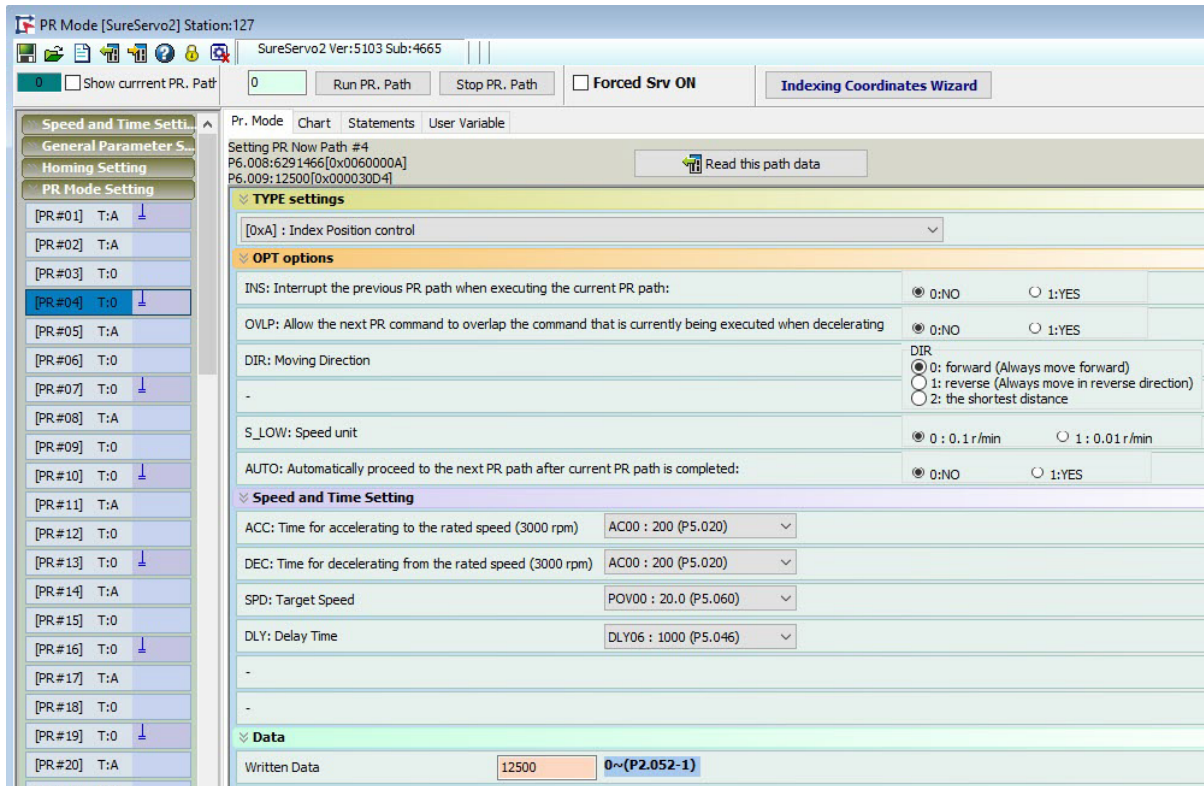 PR Mode [SureServo2] Station:127
SureServo2 Ver:5103 Sub:4665
0 Show currrent PR. Path 0 Run PR. Path Stop PR. Path Forced Srv ON Indexing Coordinates Wizard
Speed and Time Setti...
General Parameter S...
Homing Setting
PR Mode Setting
[PR#01] T:A
[PR#02] T:A
[PR#03] T:0
[PR#04] T:0
[PR#05] T:A
[PR#06] T:0
[PR#07] T:0
[PR#08] T:A
[PR#09] T:0
[PR#10] T:0
[PR#11] T:A
[PR#12] T:0
[PR#13] T:0
[PR#14] T:A
[PR#15] T:0
[PR#16] T:0
[PR#17] T:A
[PR#18] T:0
[PR#19] T:0
[PR#20] T:A
Pr. Mode Chart Statements User Variable
Setting PR Now Path #4
P6.008:6291466[0x0060000A]
P6.009:12500[0x000030D4]
Read this path data
TYPE settings
[0xA] : Index Position control
OPT options
INS: Interrupt the previous PR path when executing the current PR path: 0:NO 1:YES
OVLP: Allow the next PR command to overlap the command that is currently being executed when decelerating 0:NO 1:YES
DIR: Moving Direction
DIR
0: forward (Always move forward)
1: reverse (Always move in reverse direction)
2: the shortest distance
-
S_LOW: Speed unit 0 : 0.1 r/min 1 : 0.01 r/min
AUTO: Automatically proceed to the next PR path after current PR path is completed: 0:NO 1:YES
Speed and Time Setting
ACC: Time for accelerating to the rated speed (3000 rpm) AC00 : 200 (P5.020)
DEC: Time for decelerating from the rated speed (3000 rpm) AC00 : 200 (P5.020)
SPD: Target Speed POV00 : 20.0 (P5.060)
DLY: Delay Time DLY06 : 1000 (P5.046)
-
-
Data
Written Data 12500 0~(P2.052-1)